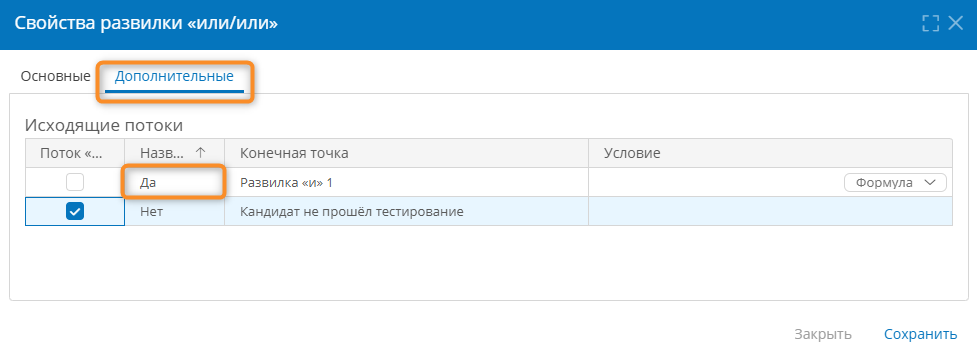 Свойства развилки «или/или»
Основные Дополнительные
Исходящие потоки
Поток «... Назв... Конечная точка Условие
Да Развилка «и» 1 Формула
Нет Кандидат не прошёл тестирование
Закрыть Сохранить